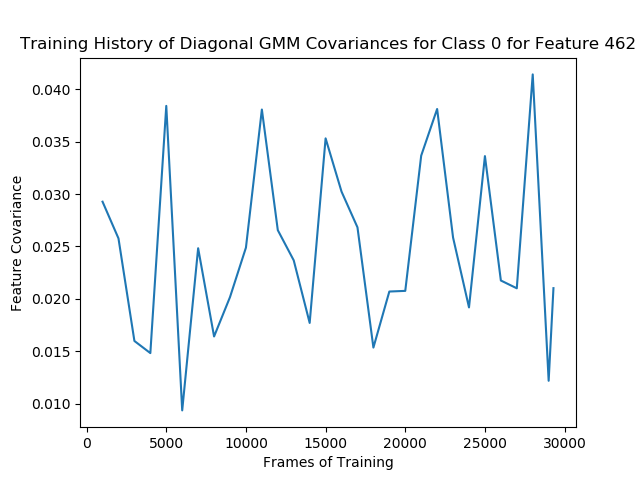 Training History of Diagonal GMM Covariances for Class 0 for Feature 462
0.040
0.035
0.030
0.025
0.020
0.015
0.010
Feature Covariance
0 5000 10000 15000 20000 25000 30000
Frames of Training